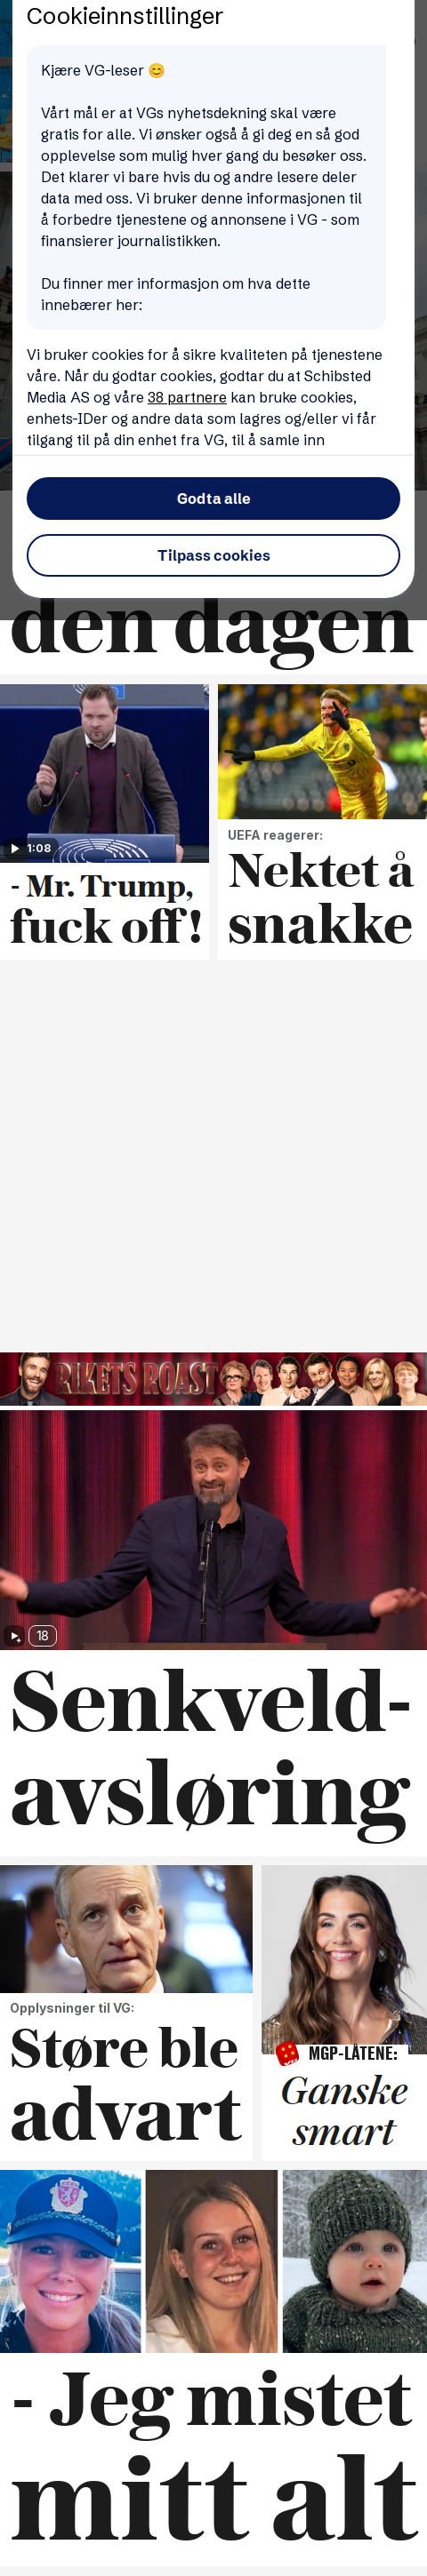 Cookieinnstillinger
Kjære VG-leser 😊
Vårt mål er at VGs nyhetsdekning skal være
gratis for alle. Vi ønsker også å gi deg en så god
opplevelse som mulig hver gang du besøker oss.
Det klarer vi bare hvis du og andre lesere deler
data med oss. Vi bruker denne informasjonen til
å forbedre tjenestene og annonsene i VG - som
finansierer journalistikken.
Du finner mer informasjon om hva dette
innebærer her:
Vi bruker cookies for å sikre kvaliteten på tjenestene
våre. Når du godtar cookies, godtar du at Schibsted
Media AS og våre 38 partnere kan bruke cookies,
enhets-IDer og andre data som lagres og/eller vi får
tilgang til på din enhet fra VG, til å samle inn
Godta alle
Tilpass cookies
den dagen
1:08
- Mr. Trump,
fuck off!
UEFA reagerer:
Nektet å
snakke
RIKETS ROAST
18
Senkveld-
avsløring
Opplysninger til VG:
Støre ble
advart
MGP-LÅTENE:
Ganske
smart
- Jeg mistet
mitt alt